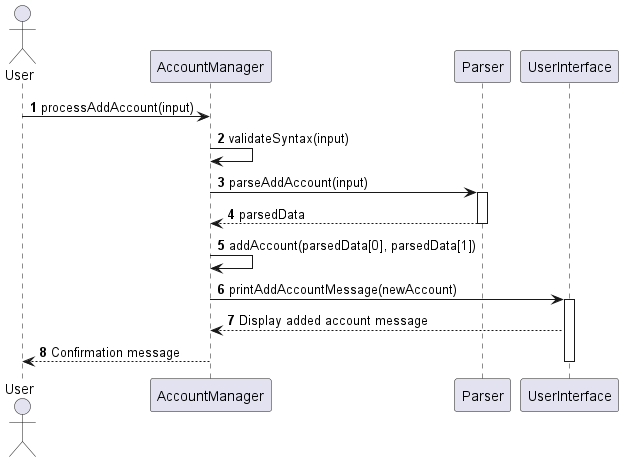 User
AccountManager
Parser
UserInterface
1 processAddAccount(input)
2 validateSyntax(input)
3 parseAddAccount(input)
4 parsedData
5 addAccount(parsedData[0], parsedData[1])
6 printAddAccountMessage(newAccount)
7 Display added account message
8 Confirmation message
User
AccountManager
Parser
UserInterface